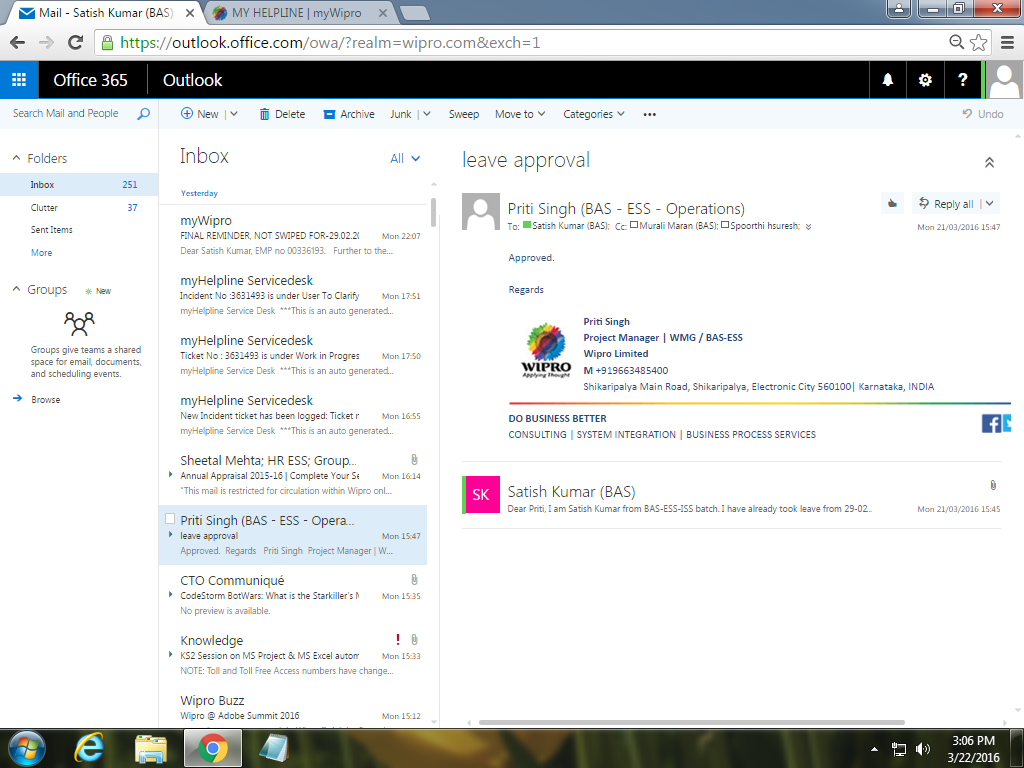 Mail - Satish Kumar (BAS)
MY HELPLINE | myWipro
https://outlook.office.com/owa/?realm=wipro.com&exch=1
Office 365
Outlook
?
Search Mail and People
New
Delete
Archive
Junk
Sweep
Move to
Categories
Undo
Folders
Inbox 251
Clutter 37
Sent Items
More
Groups
New
Groups give teams a shared
space for email, documents,
and scheduling events.
Browse
Inbox
All
Yesterday
myWipro
FINAL REMINDER, NOT SWIPED FOR-29.02.20 Mon 22:07
Dear Satish Kumar, EMP no 00336193. Further to the...
myHelpline Servicedesk
Incident No :3631493 is under User To Clarify Mon 17:51
myHelpline Service Desk ***This is an auto generated...
myHelpline Servicedesk
Ticket No : 3631493 is under Work in Progres Mon 17:50
myHelpline Service Desk ***This is an auto generated...
myHelpline Servicedesk
New Incident ticket has been logged: Ticket r Mon 16:55
myHelpline Service Desk ***This is an auto generated...
Sheetal Mehta; HR ESS; Group...
Annual Appraisal 2015-16 | Complete Your Se Mon 16:14
"This mail is restricted for circulation within Wipro onl...
Priti Singh (BAS - ESS - Opera...
leave approval Mon 15:47
Approved. Regards Priti Singh Project Manager | W...
CTO Communiqué
CodeStorm BotWars: What is the Starkiller's Mon 15:35
No preview is available.
Knowledge !
KS2 Session on MS Project & MS Excel autom Mon 15:33
NOTE: Toll and Toll Free Access numbers have change...
Wipro Buzz
Wipro @ Adobe Summit 2016 Mon 15:12
leave approval
Priti Singh (BAS - ESS - Operations)
Reply all
To: Satish Kumar (BAS); Cc: Murali Maran (BAS); Spoorthi hsuresh;
Mon 21/03/2016 15:47
Approved.
Regards
WIPRO
Applying Thought
Priti Singh
Project Manager | WMG / BAS-ESS
Wipro Limited
M +919663485400
Shikaripalya Main Road, Shikaripalya, Electronic City 560100| Karnataka, INDIA
DO BUSINESS BETTER
CONSULTING | SYSTEM INTEGRATION | BUSINESS PROCESS SERVICES
f
SK
Satish Kumar (BAS)
Dear Priti, I am Satish Kumar from BAS-ESS-ISS batch. I have already took leave from 29-02...
Mon 21/03/2016 15:45
3:06 PM
3/22/2016